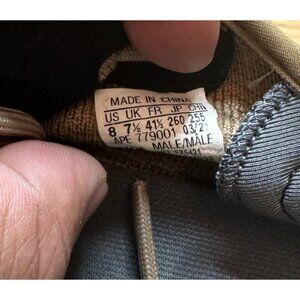 MADE IN CHINA
US UK FR JP CHN
8 7½ 41⅓ 260 255
APE 779001 03/2
MALE/MALE